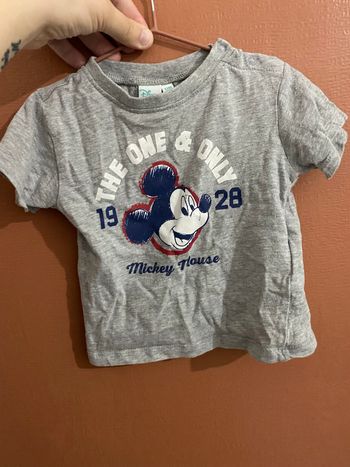 THE ONE & ONLY
19 28
Mickey Mouse